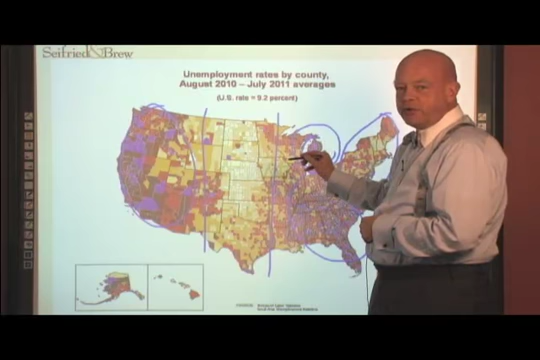 Seifried&Brew
Unemployment rates by county,
August 2010 – July 2011 averages
(U.S. rate = 9.2 percent)